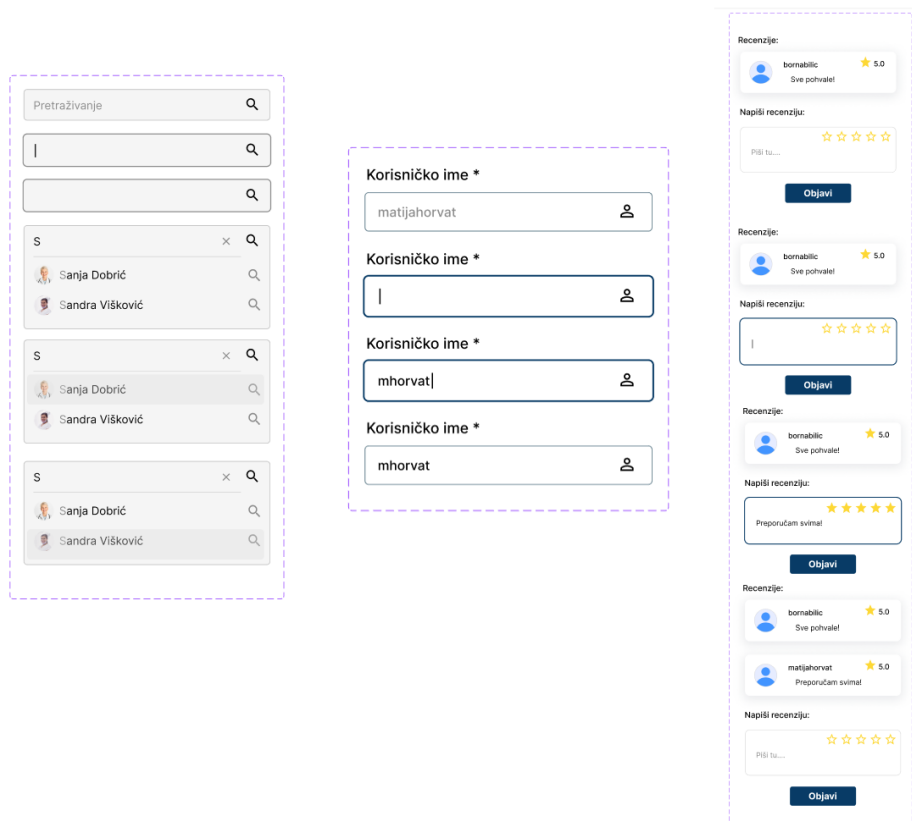 Pretraživanje
S
Sanja Dobrić
Sandra Višković
S
Sanja Dobrić
Sandra Višković
S
Sanja Dobrić
Sandra Višković
Korisničko ime *
matijahorvat
Korisničko ime *
Korisničko ime *
mhorvat
Korisničko ime *
mhorvat
Recenzije:
bornabilic 5.0
Sve pohvale!
Napiši recenziju:
Piši tu....
Objavi
Recenzije:
bornabilic 5.0
Sve pohvale!
Napiši recenziju:
Objavi
Recenzije:
bornabilic 5.0
Sve pohvale!
Napiši recenziju:
Preporučam svima!
Objavi
Recenzije:
bornabilic 5.0
Sve pohvale!
matijahorvat 5.0
Preporučam svima!
Napiši recenziju:
Piši tu....
Objavi